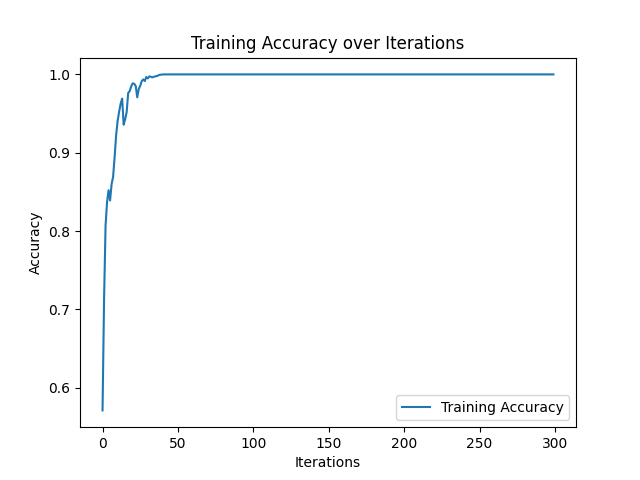 Training Accuracy over Iterations
1.0
0.9
0.8
0.7
0.6
Accuracy
Training Accuracy
0 50 100 150 200 250 300
Iterations